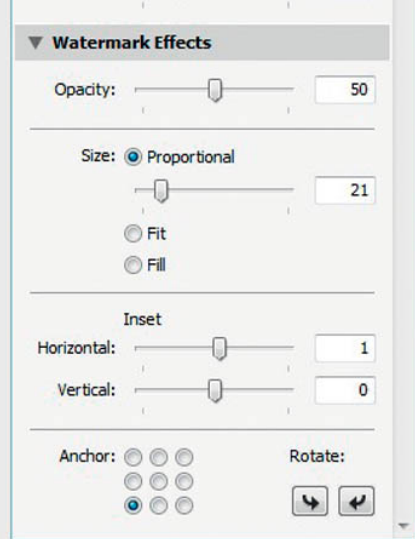 Watermark Effects
Opacity: 50
Size: Proportional
21
Fit
Fill
Inset
Horizontal: 1
Vertical: 0
Anchor: Rotate: